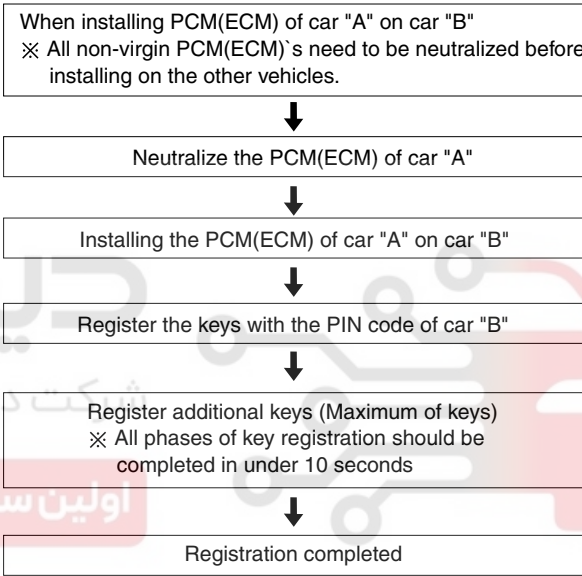 When installing PCM(ECM) of car "A" on car "B"
※ All non-virgin PCM(ECM)`s need to be neutralized before
installing on the other vehicles.
Neutralize the PCM(ECM) of car "A"
Installing the PCM(ECM) of car "A" on car "B"
Register the keys with the PIN code of car "B"
Register additional keys (Maximum of keys)
※ All phases of key registration should be
completed in under 10 seconds
Registration completed
شرکت
اولین